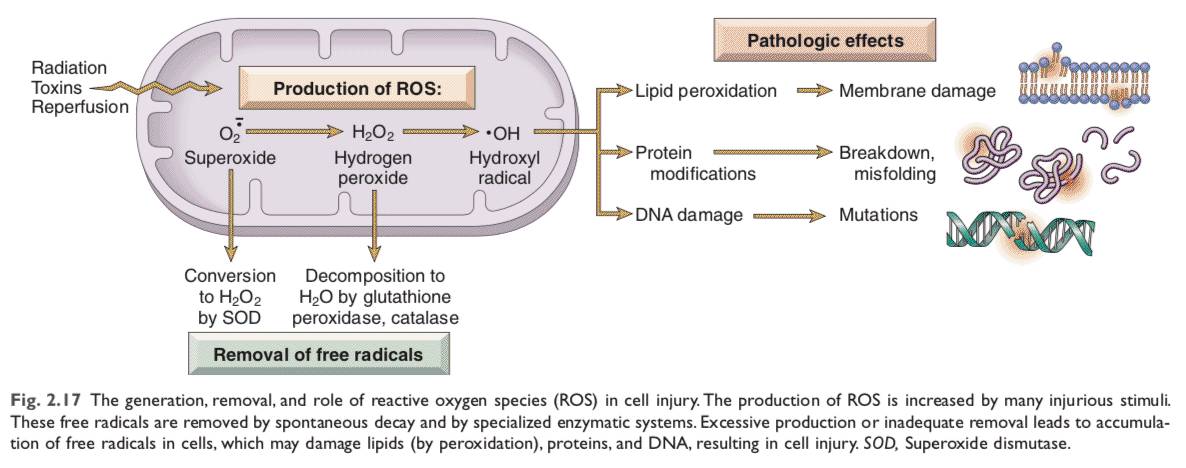 Radiation
Toxins
Reperfusion
Production of ROS:
O₂•̄
Superoxide
H₂O₂
Hydrogen
peroxide
•OH
Hydroxyl
radical
Conversion
to H₂O₂
by SOD
Decomposition to
H₂O by glutathione
peroxidase, catalase
Removal of free radicals
Pathologic effects
Lipid peroxidation
Membrane damage
Protein
modifications
Breakdown,
misfolding
DNA damage
Mutations
Fig. 2.17 The generation, removal, and role of reactive oxygen species (ROS) in cell injury. The production of ROS is increased by many injurious stimuli.
These free radicals are removed by spontaneous decay and by specialized enzymatic systems. Excessive production or inadequate removal leads to accumula-
tion of free radicals in cells, which may damage lipids (by peroxidation), proteins, and DNA, resulting in cell injury. SOD, Superoxide dismutase.